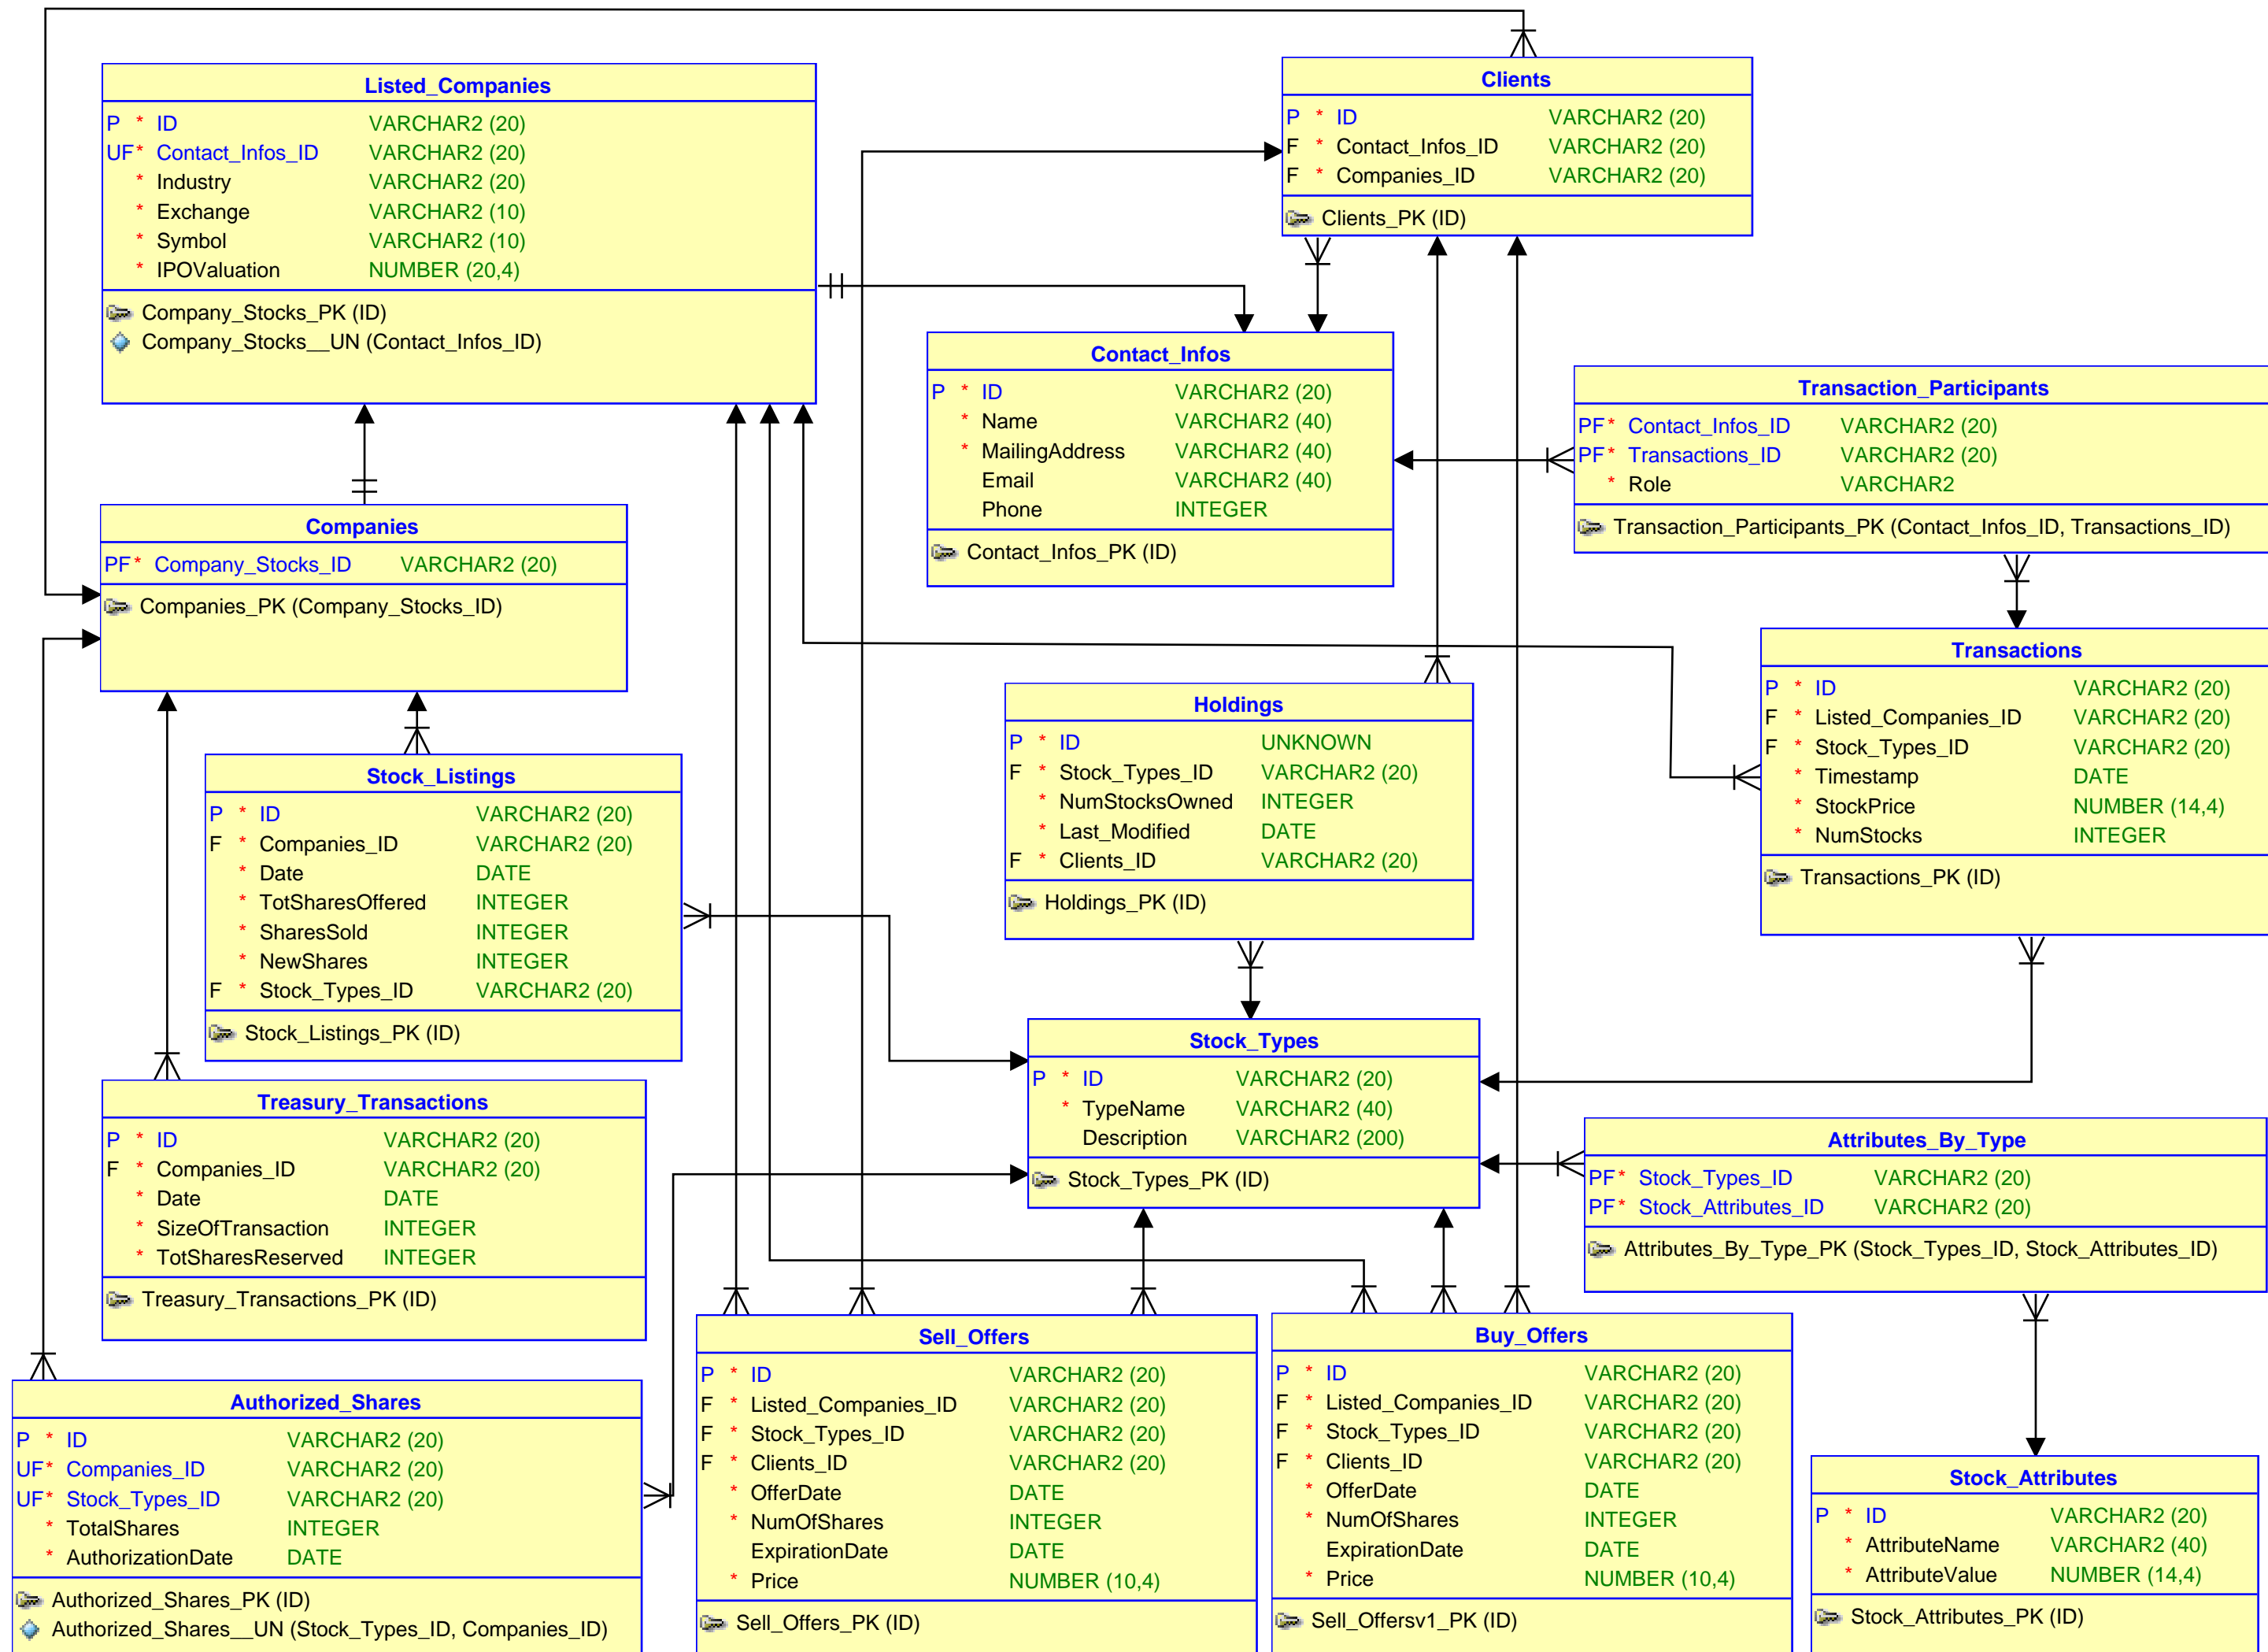 Listed_Companies
P * ID VARCHAR2 (20)
UF* Contact_Infos_ID VARCHAR2 (20)
* Industry VARCHAR2 (20)
* Exchange VARCHAR2 (10)
* Symbol VARCHAR2 (10)
* IPOValuation NUMBER (20,4)
Company_Stocks_PK (ID)
Company_Stocks__UN (Contact_Infos_ID)
Clients
P * ID VARCHAR2 (20)
F * Contact_Infos_ID VARCHAR2 (20)
F * Companies_ID VARCHAR2 (20)
Clients_PK (ID)
Contact_Infos
P * ID VARCHAR2 (20)
* Name VARCHAR2 (40)
* MailingAddress VARCHAR2 (40)
Email VARCHAR2 (40)
Phone INTEGER
Contact_Infos_PK (ID)
Transaction_Participants
PF* Contact_Infos_ID VARCHAR2 (20)
PF* Transactions_ID VARCHAR2 (20)
* Role VARCHAR2
Transaction_Participants_PK (Contact_Infos_ID, Transactions_ID)
Companies
PF* Company_Stocks_ID VARCHAR2 (20)
Companies_PK (Company_Stocks_ID)
Transactions
P * ID VARCHAR2 (20)
F * Listed_Companies_ID VARCHAR2 (20)
F * Stock_Types_ID VARCHAR2 (20)
* Timestamp DATE
* StockPrice NUMBER (14,4)
* NumStocks INTEGER
Transactions_PK (ID)
Holdings
P * ID UNKNOWN
F * Stock_Types_ID VARCHAR2 (20)
* NumStocksOwned INTEGER
* Last_Modified DATE
F * Clients_ID VARCHAR2 (20)
Holdings_PK (ID)
Stock_Listings
P * ID VARCHAR2 (20)
F * Companies_ID VARCHAR2 (20)
* Date DATE
* TotSharesOffered INTEGER
* SharesSold INTEGER
* NewShares INTEGER
F * Stock_Types_ID VARCHAR2 (20)
Stock_Listings_PK (ID)
Stock_Types
P * ID VARCHAR2 (20)
* TypeName VARCHAR2 (40)
Description VARCHAR2 (200)
Stock_Types_PK (ID)
Treasury_Transactions
P * ID VARCHAR2 (20)
F * Companies_ID VARCHAR2 (20)
* Date DATE
* SizeOfTransaction INTEGER
* TotSharesReserved INTEGER
Treasury_Transactions_PK (ID)
Attributes_By_Type
PF* Stock_Types_ID VARCHAR2 (20)
PF* Stock_Attributes_ID VARCHAR2 (20)
Attributes_By_Type_PK (Stock_Types_ID, Stock_Attributes_ID)
Authorized_Shares
P * ID VARCHAR2 (20)
UF* Companies_ID VARCHAR2 (20)
UF* Stock_Types_ID VARCHAR2 (20)
* TotalShares INTEGER
* AuthorizationDate DATE
Authorized_Shares_PK (ID)
Authorized_Shares__UN (Stock_Types_ID, Companies_ID)
Sell_Offers
P * ID VARCHAR2 (20)
F * Listed_Companies_ID VARCHAR2 (20)
F * Stock_Types_ID VARCHAR2 (20)
F * Clients_ID VARCHAR2 (20)
* OfferDate DATE
* NumOfShares INTEGER
ExpirationDate DATE
* Price NUMBER (10,4)
Sell_Offers_PK (ID)
Buy_Offers
P * ID VARCHAR2 (20)
F * Listed_Companies_ID VARCHAR2 (20)
F * Stock_Types_ID VARCHAR2 (20)
F * Clients_ID VARCHAR2 (20)
* OfferDate DATE
* NumOfShares INTEGER
ExpirationDate DATE
* Price NUMBER (10,4)
Sell_Offersv1_PK (ID)
Stock_Attributes
P * ID VARCHAR2 (20)
* AttributeName VARCHAR2 (40)
* AttributeValue NUMBER (14,4)
Stock_Attributes_PK (ID)